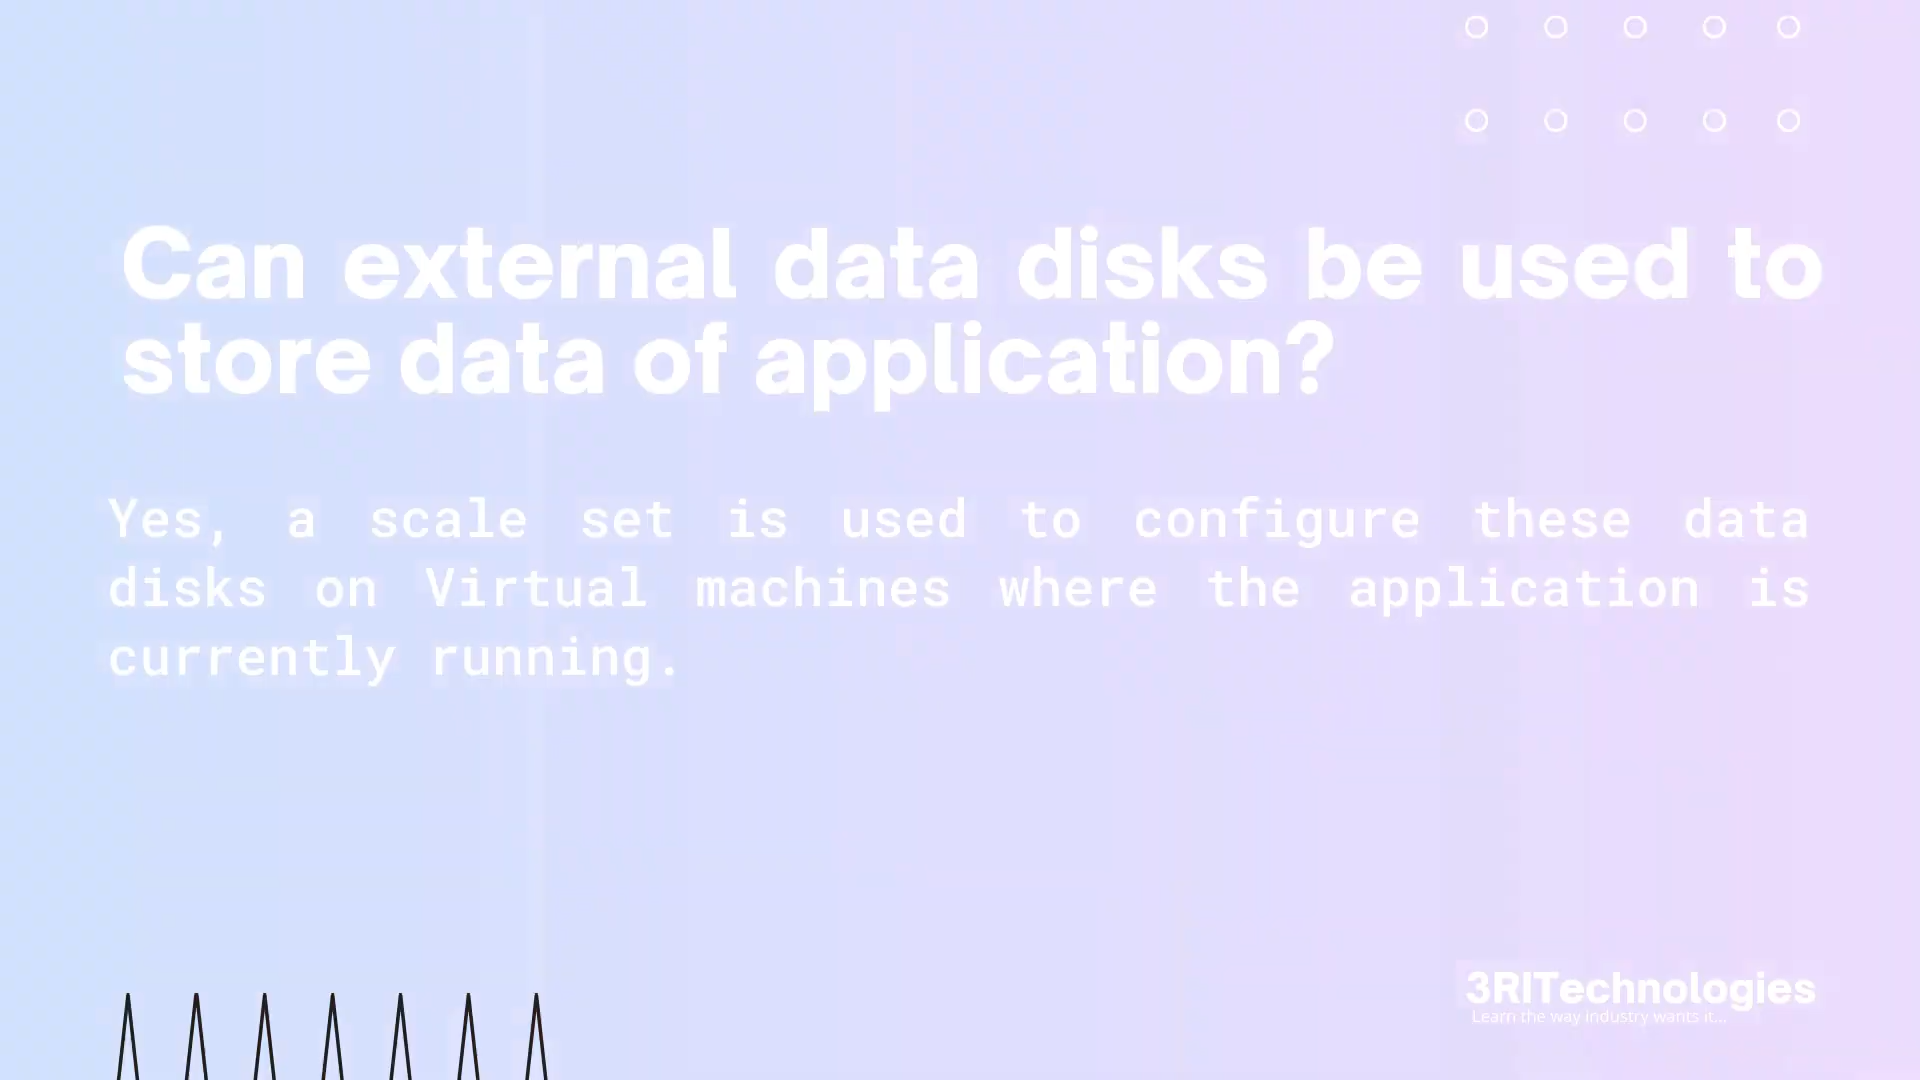 Can external data disks be used to
store data of application?
Yes, a scale set is used to configure these data
disks on Virtual machines where the application is
currently running.
3RITechnologies
Learn the way industry wants it...